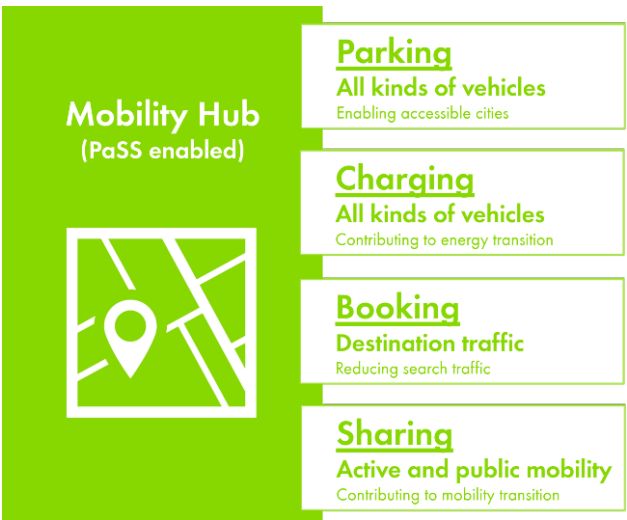 Mobility Hub
(PaSS enabled)
Parking
All kinds of vehicles
Enabling accessible cities
Charging
All kinds of vehicles
Contributing to energy transition
Booking
Destination traffic
Reducing search traffic
Sharing
Active and public mobility
Contributing to mobility transition